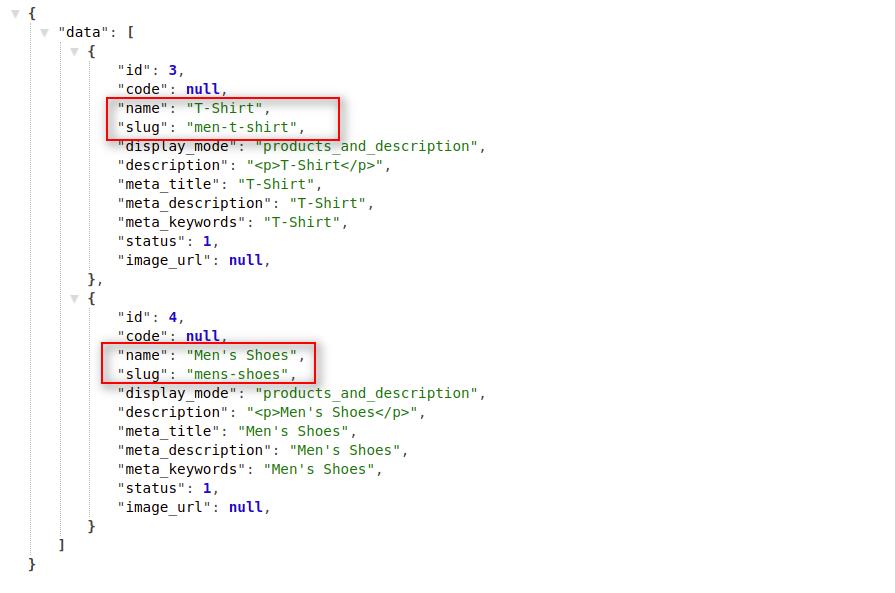 {
"data": [
{
"id": 3,
"code": null,
"name": "T-Shirt",
"slug": "men-t-shirt",
"display_mode": "products_and_description",
"description": "<p>T-Shirt</p>",
"meta_title": "T-Shirt",
"meta_description": "T-Shirt",
"meta_keywords": "T-Shirt",
"status": 1,
"image_url": null,
},
{
"id": 4,
"code": null,
"name": "Men's Shoes",
"slug": "mens-shoes",
"display_mode": "products_and_description",
"description": "<p>Men's Shoes</p>",
"meta_title": "Men's Shoes",
"meta_description": "Men's Shoes",
"meta_keywords": "Men's Shoes",
"status": 1,
"image_url": null,
}
]
}